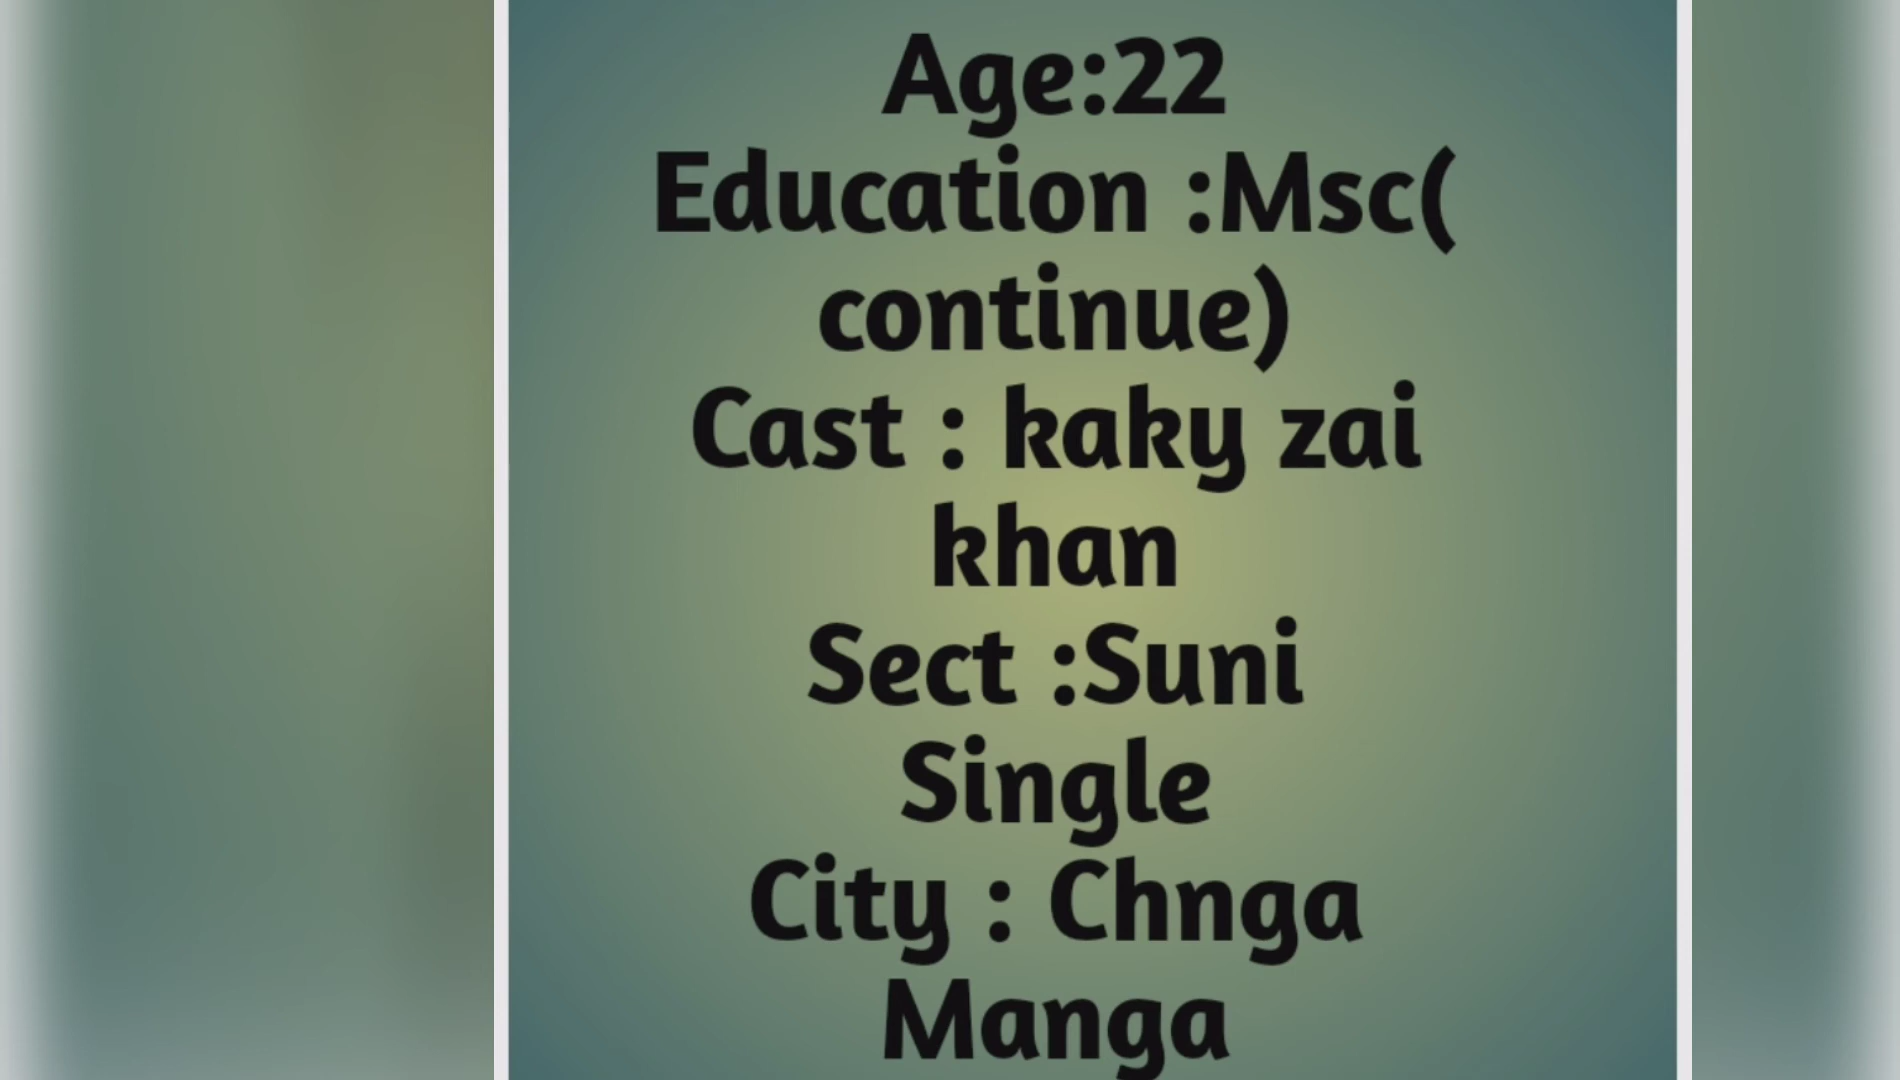 Age:22
Education :Msc(
continue)
Cast : kaky zai
khan
Sect :Suni
Single
City : Chnga
Manga